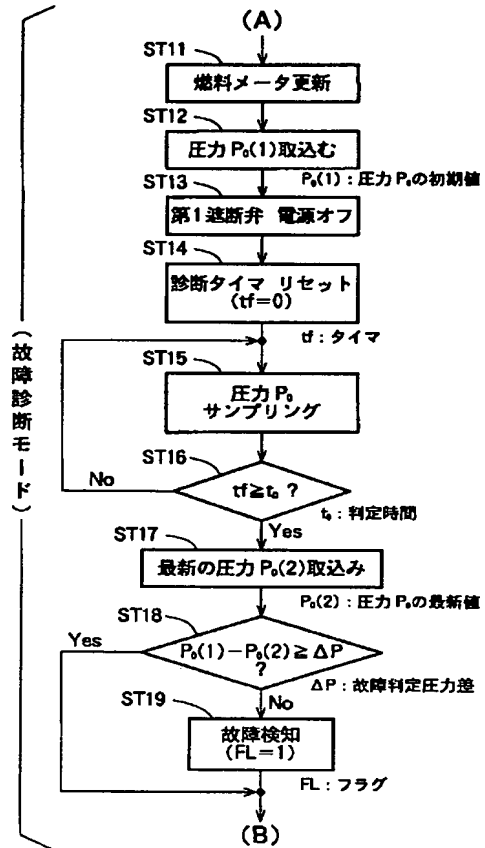 (A)
ST11
燃料メータ更新
ST12
圧力 P₀(1)取込む
P₀(1)：圧力 P₀の初期値
ST13
第1遮断弁 電源オフ
ST14
診断タイマ リセット
(tf=0)
tf：タイマ
ST15
圧力 P₀
サンプリング
ST16
No
tf≧t₀ ?
t₀：判定時間
Yes
ST17
最新の圧力 P₀(2)取込み
P₀(2)：圧力 P₀の最新値
ST18
Yes
P₀(1)－P₀(2)≧ΔP
?
ΔP：故障判定圧力差
No
ST19
故障検知
(FL=1)
FL：フラグ
(B)
(故障診断モード)